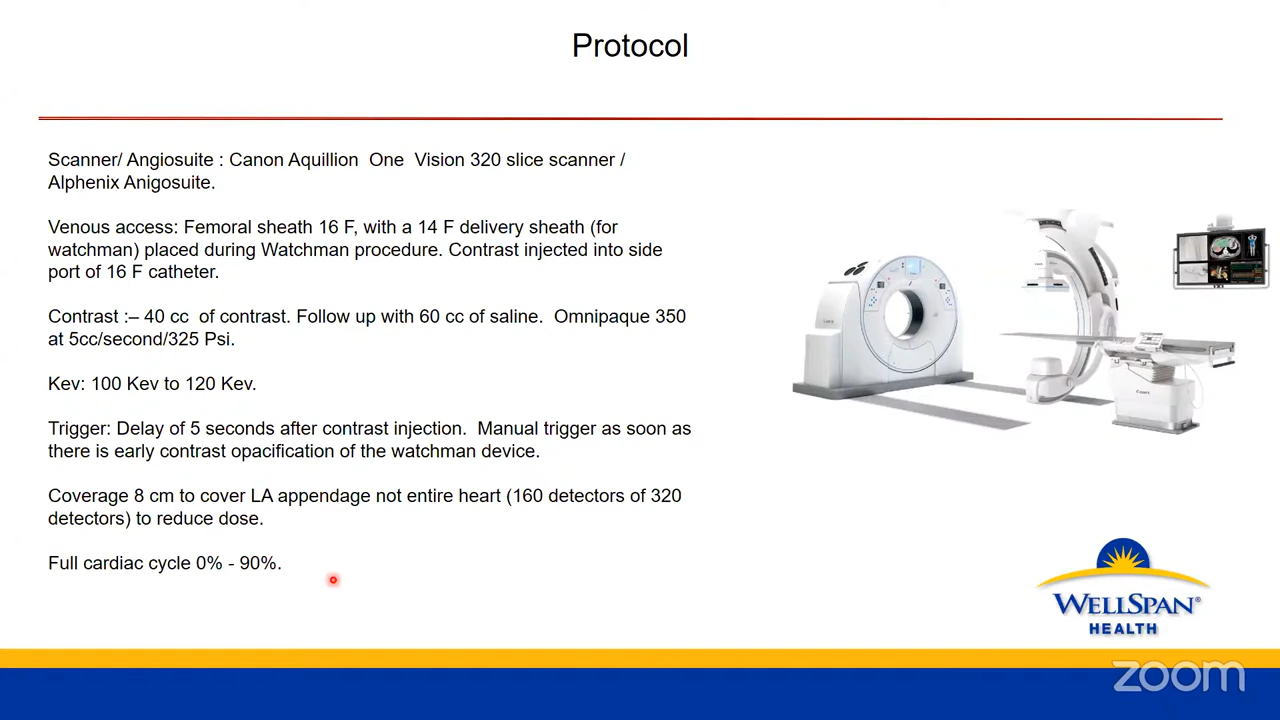 Protocol
Scanner/ Angiosuite : Canon Aquillion One Vision 320 slice scanner /
Alphenix Anigosuite.
Venous access: Femoral sheath 16 F, with a 14 F delivery sheath (for
watchman) placed during Watchman procedure. Contrast injected into side
port of 16 F catheter.
Contrast :– 40 cc of contrast. Follow up with 60 cc of saline. Omnipaque 350
at 5cc/second/325 Psi.
Kev: 100 Kev to 120 Kev.
Trigger: Delay of 5 seconds after contrast injection. Manual trigger as soon as
there is early contrast opacification of the watchman device.
Coverage 8 cm to cover LA appendage not entire heart (160 detectors of 320
detectors) to reduce dose.
Full cardiac cycle 0% - 90%.
WELLSPAN®
HEALTH
zoom